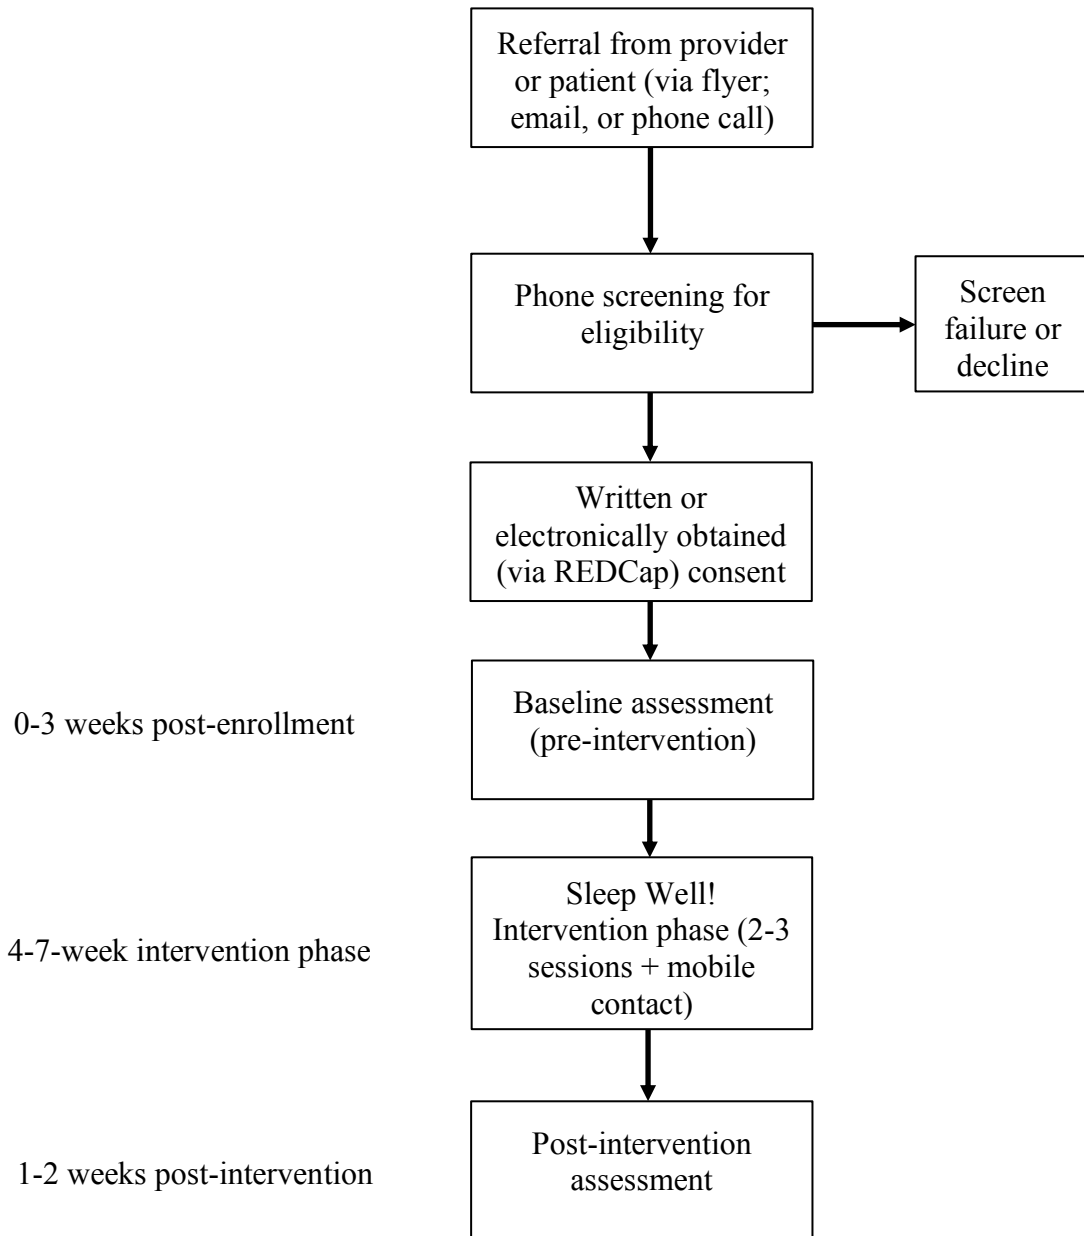 Referral from provider
or patient (via flyer;
email, or phone call)
Phone screening for
eligibility
Screen
failure or
decline
Written or
electronically obtained
(via REDCap) consent
0-3 weeks post-enrollment
Baseline assessment
(pre-intervention)
4-7-week intervention phase
Sleep Well!
Intervention phase (2-3
sessions + mobile
contact)
1-2 weeks post-intervention
Post-intervention
assessment